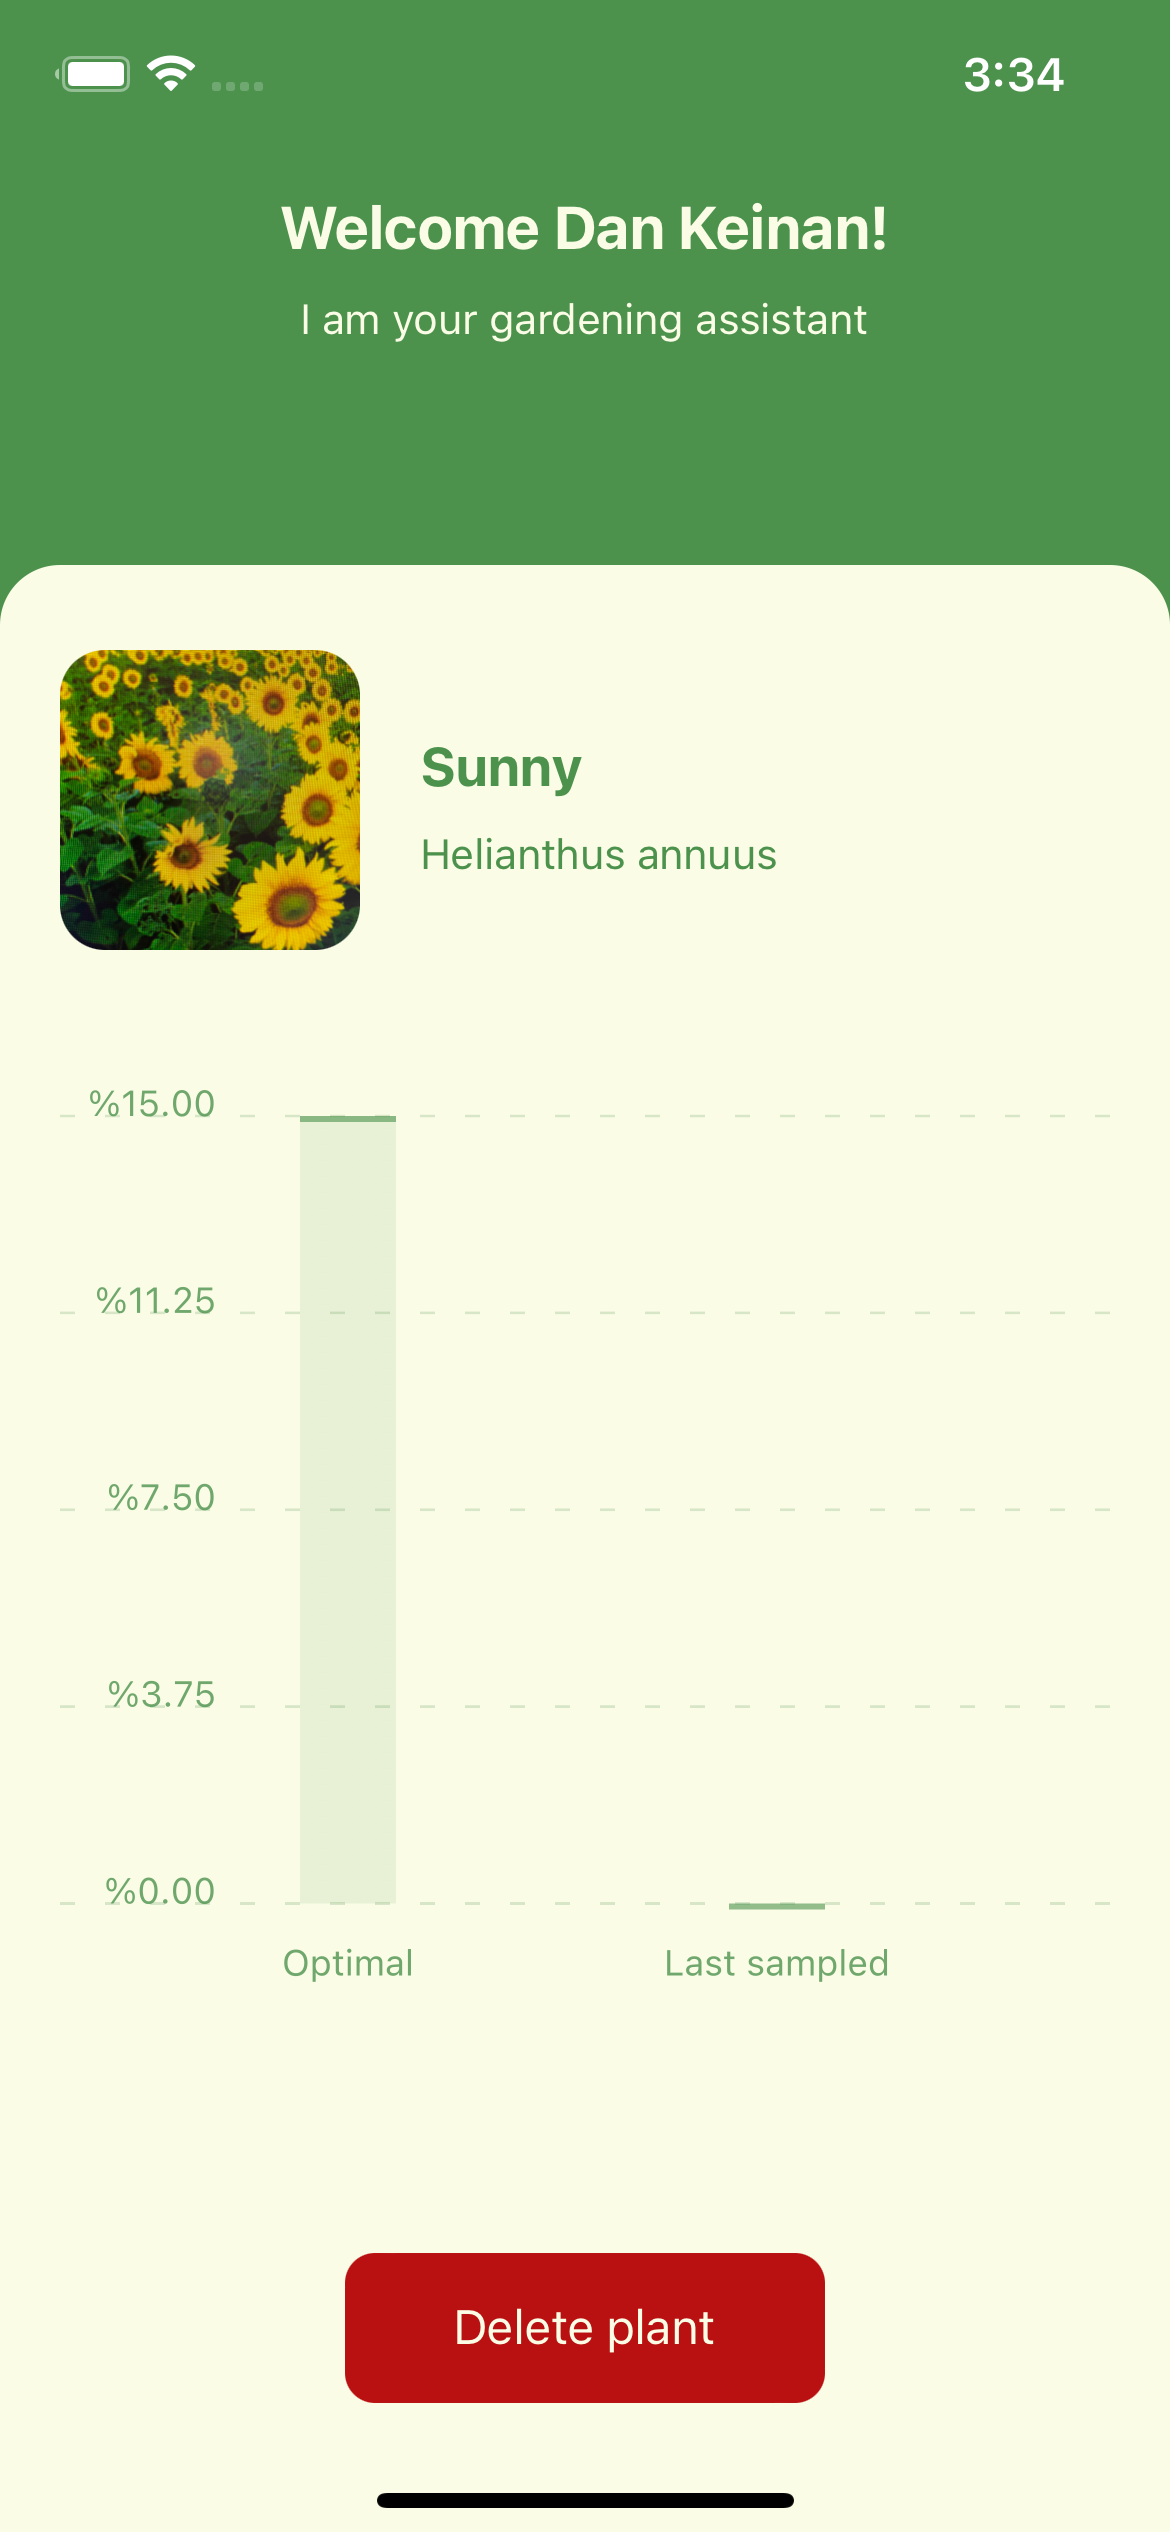 3:34
Welcome Dan Keinan!
I am your gardening assistant
Sunny
Helianthus annuus
%15.00
%11.25
%7.50
%3.75
%0.00
Optimal
Last sampled
Delete plant